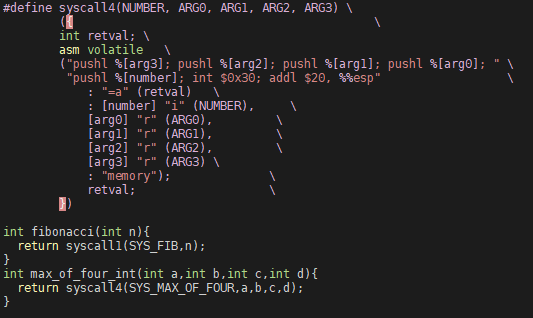 #define syscall4(NUMBER, ARG0, ARG1, ARG2, ARG3) \
({ \
int retval; \
asm volatile \
("pushl %[arg3]; pushl %[arg2]; pushl %[arg1]; pushl %[arg0]; " \
"pushl %[number]; int $0x30; addl $20, %%esp" \
: "=a" (retval) \
: [number] "i" (NUMBER), \
[arg0] "r" (ARG0), \
[arg1] "r" (ARG1), \
[arg2] "r" (ARG2), \
[arg3] "r" (ARG3) \
: "memory"); \
retval; \
})
int fibonacci(int n){
return syscall1(SYS_FIB,n);
}
int max_of_four_int(int a,int b,int c,int d){
return syscall4(SYS_MAX_OF_FOUR,a,b,c,d);
}